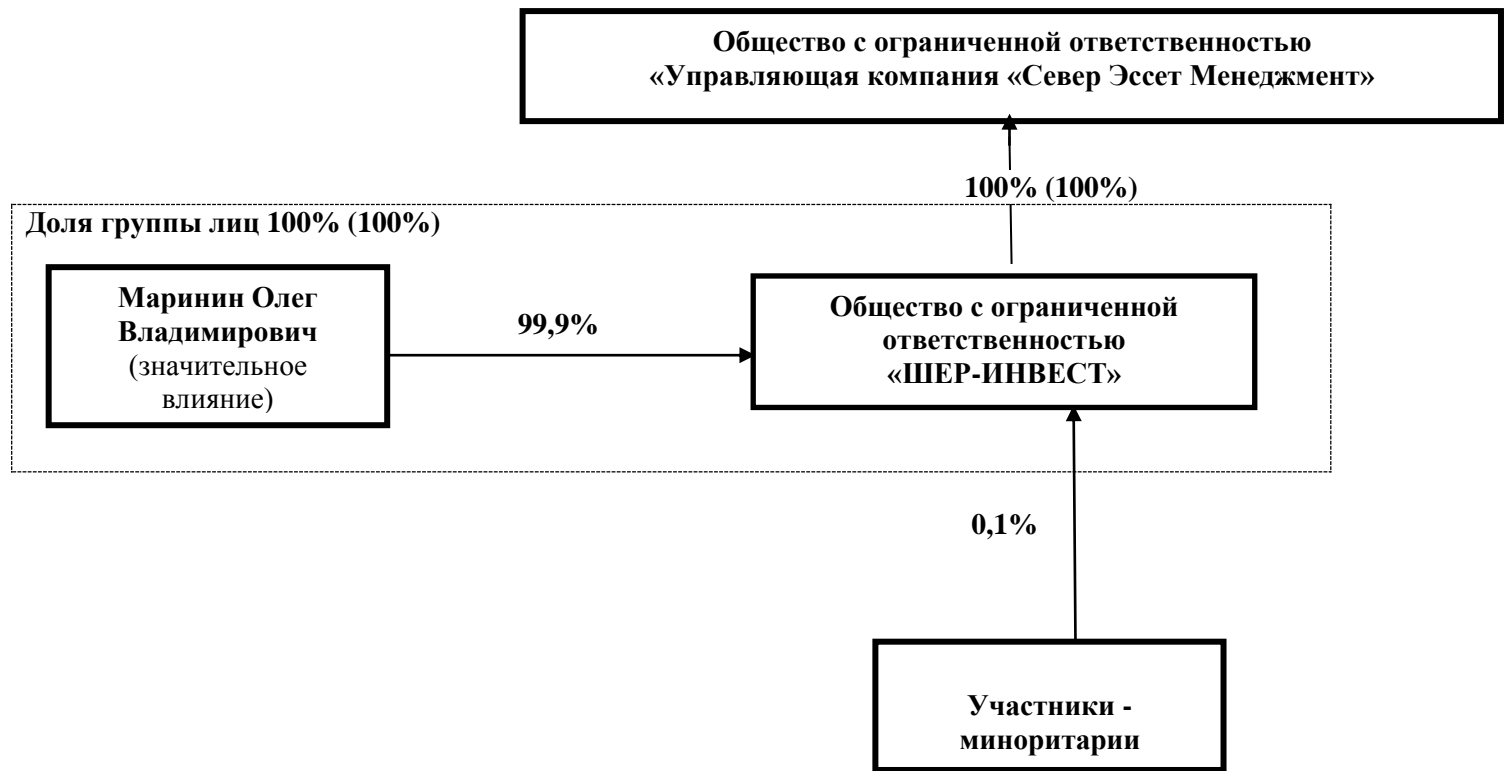 Общество с ограниченной ответственностью
«Управляющая компания «Север Эссет Менеджмент»
100% (100%)
Доля группы лиц 100% (100%)
Маринин Олег
Владимирович
(значительное
влияние)
99,9%
Общество с ограниченной
ответственностью
«ШЕР-ИНВЕСТ»
0,1%
Участники -
миноритарии